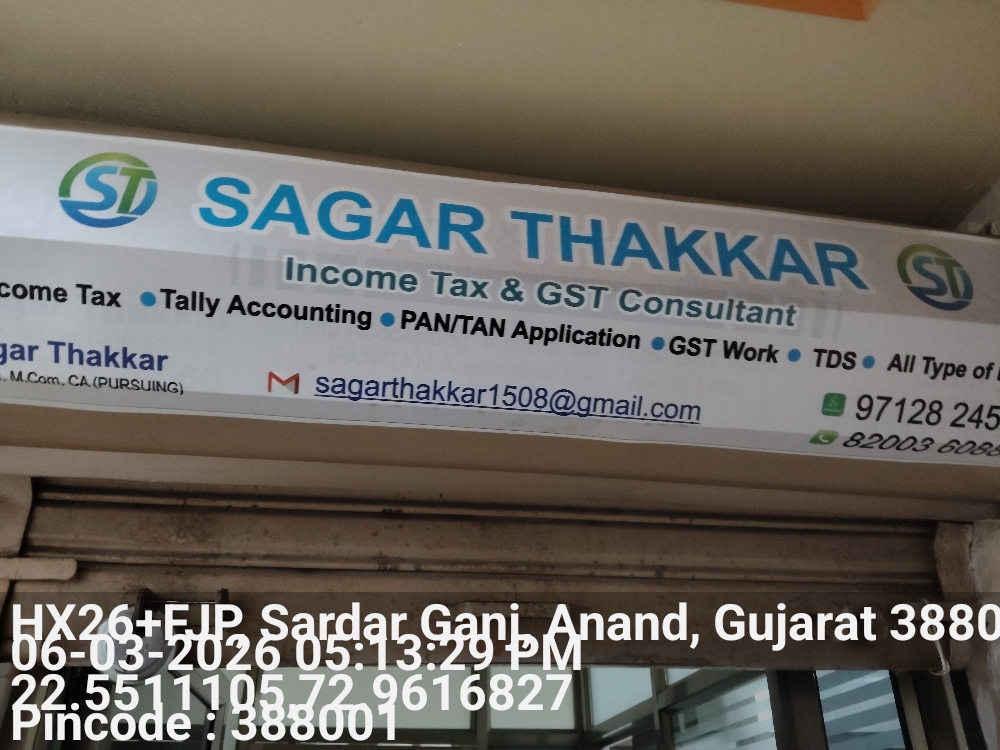 ST SAGAR THAKKAR ST
Income Tax & GST Consultant
come Tax • Tally Accounting • PAN/TAN Application • GST Work • TDS • All Type of
gar Thakkar
M.Com, CA (PURSUING)
sagarthakkar1508@gmail.com
97128 245
82003 6088
HX26+FJP, Sardar Ganj, Anand, Gujarat 3880
06-03-2026 05:13:29 PM
22.5511105,72.9616827
Pincode : 388001